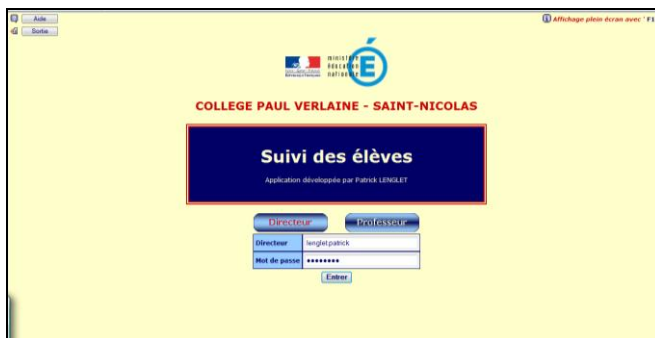 Aide
Sortie
Affichage plein écran avec ' F1
ministère
éducation
nationale
É
COLLEGE PAUL VERLAINE - SAINT-NICOLAS
Suivi des élèves
Application développée par Patrick LENGLET
Directeur
Professeur
Directeur lenglet.patrick
Mot de passe ••••••••
Entrer